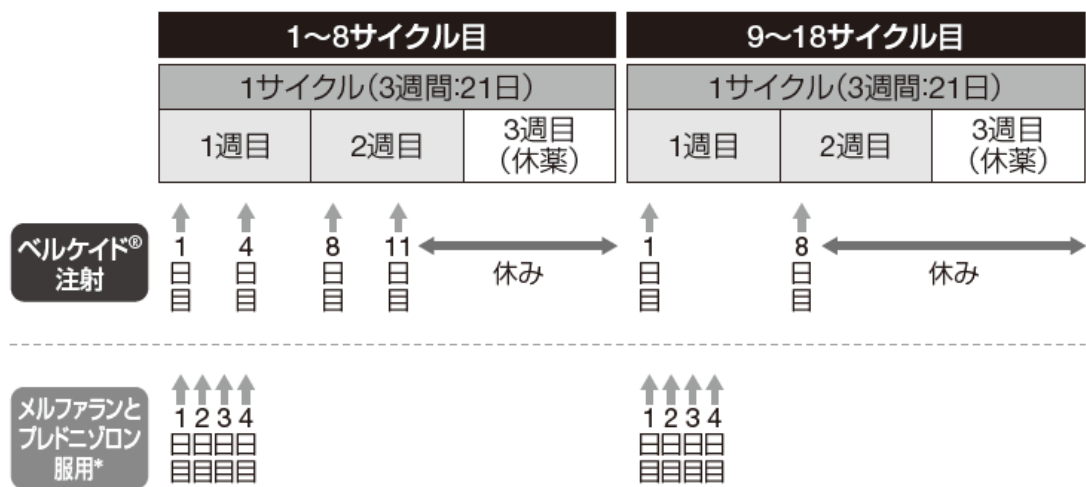 1〜8サイクル目
9〜18サイクル目
1サイクル(3週間:21日)
1サイクル(3週間:21日)
1週目
2週目
3週目
(休薬)
1週目
2週目
3週目
(休薬)
ベルケイド®
注射
1日目
4日目
8日目
11日目
休み
1日目
8日目
休み
メルファランと
プレドニゾロン
服用*
1日目
2日目
3日目
4日目
1日目
2日目
3日目
4日目